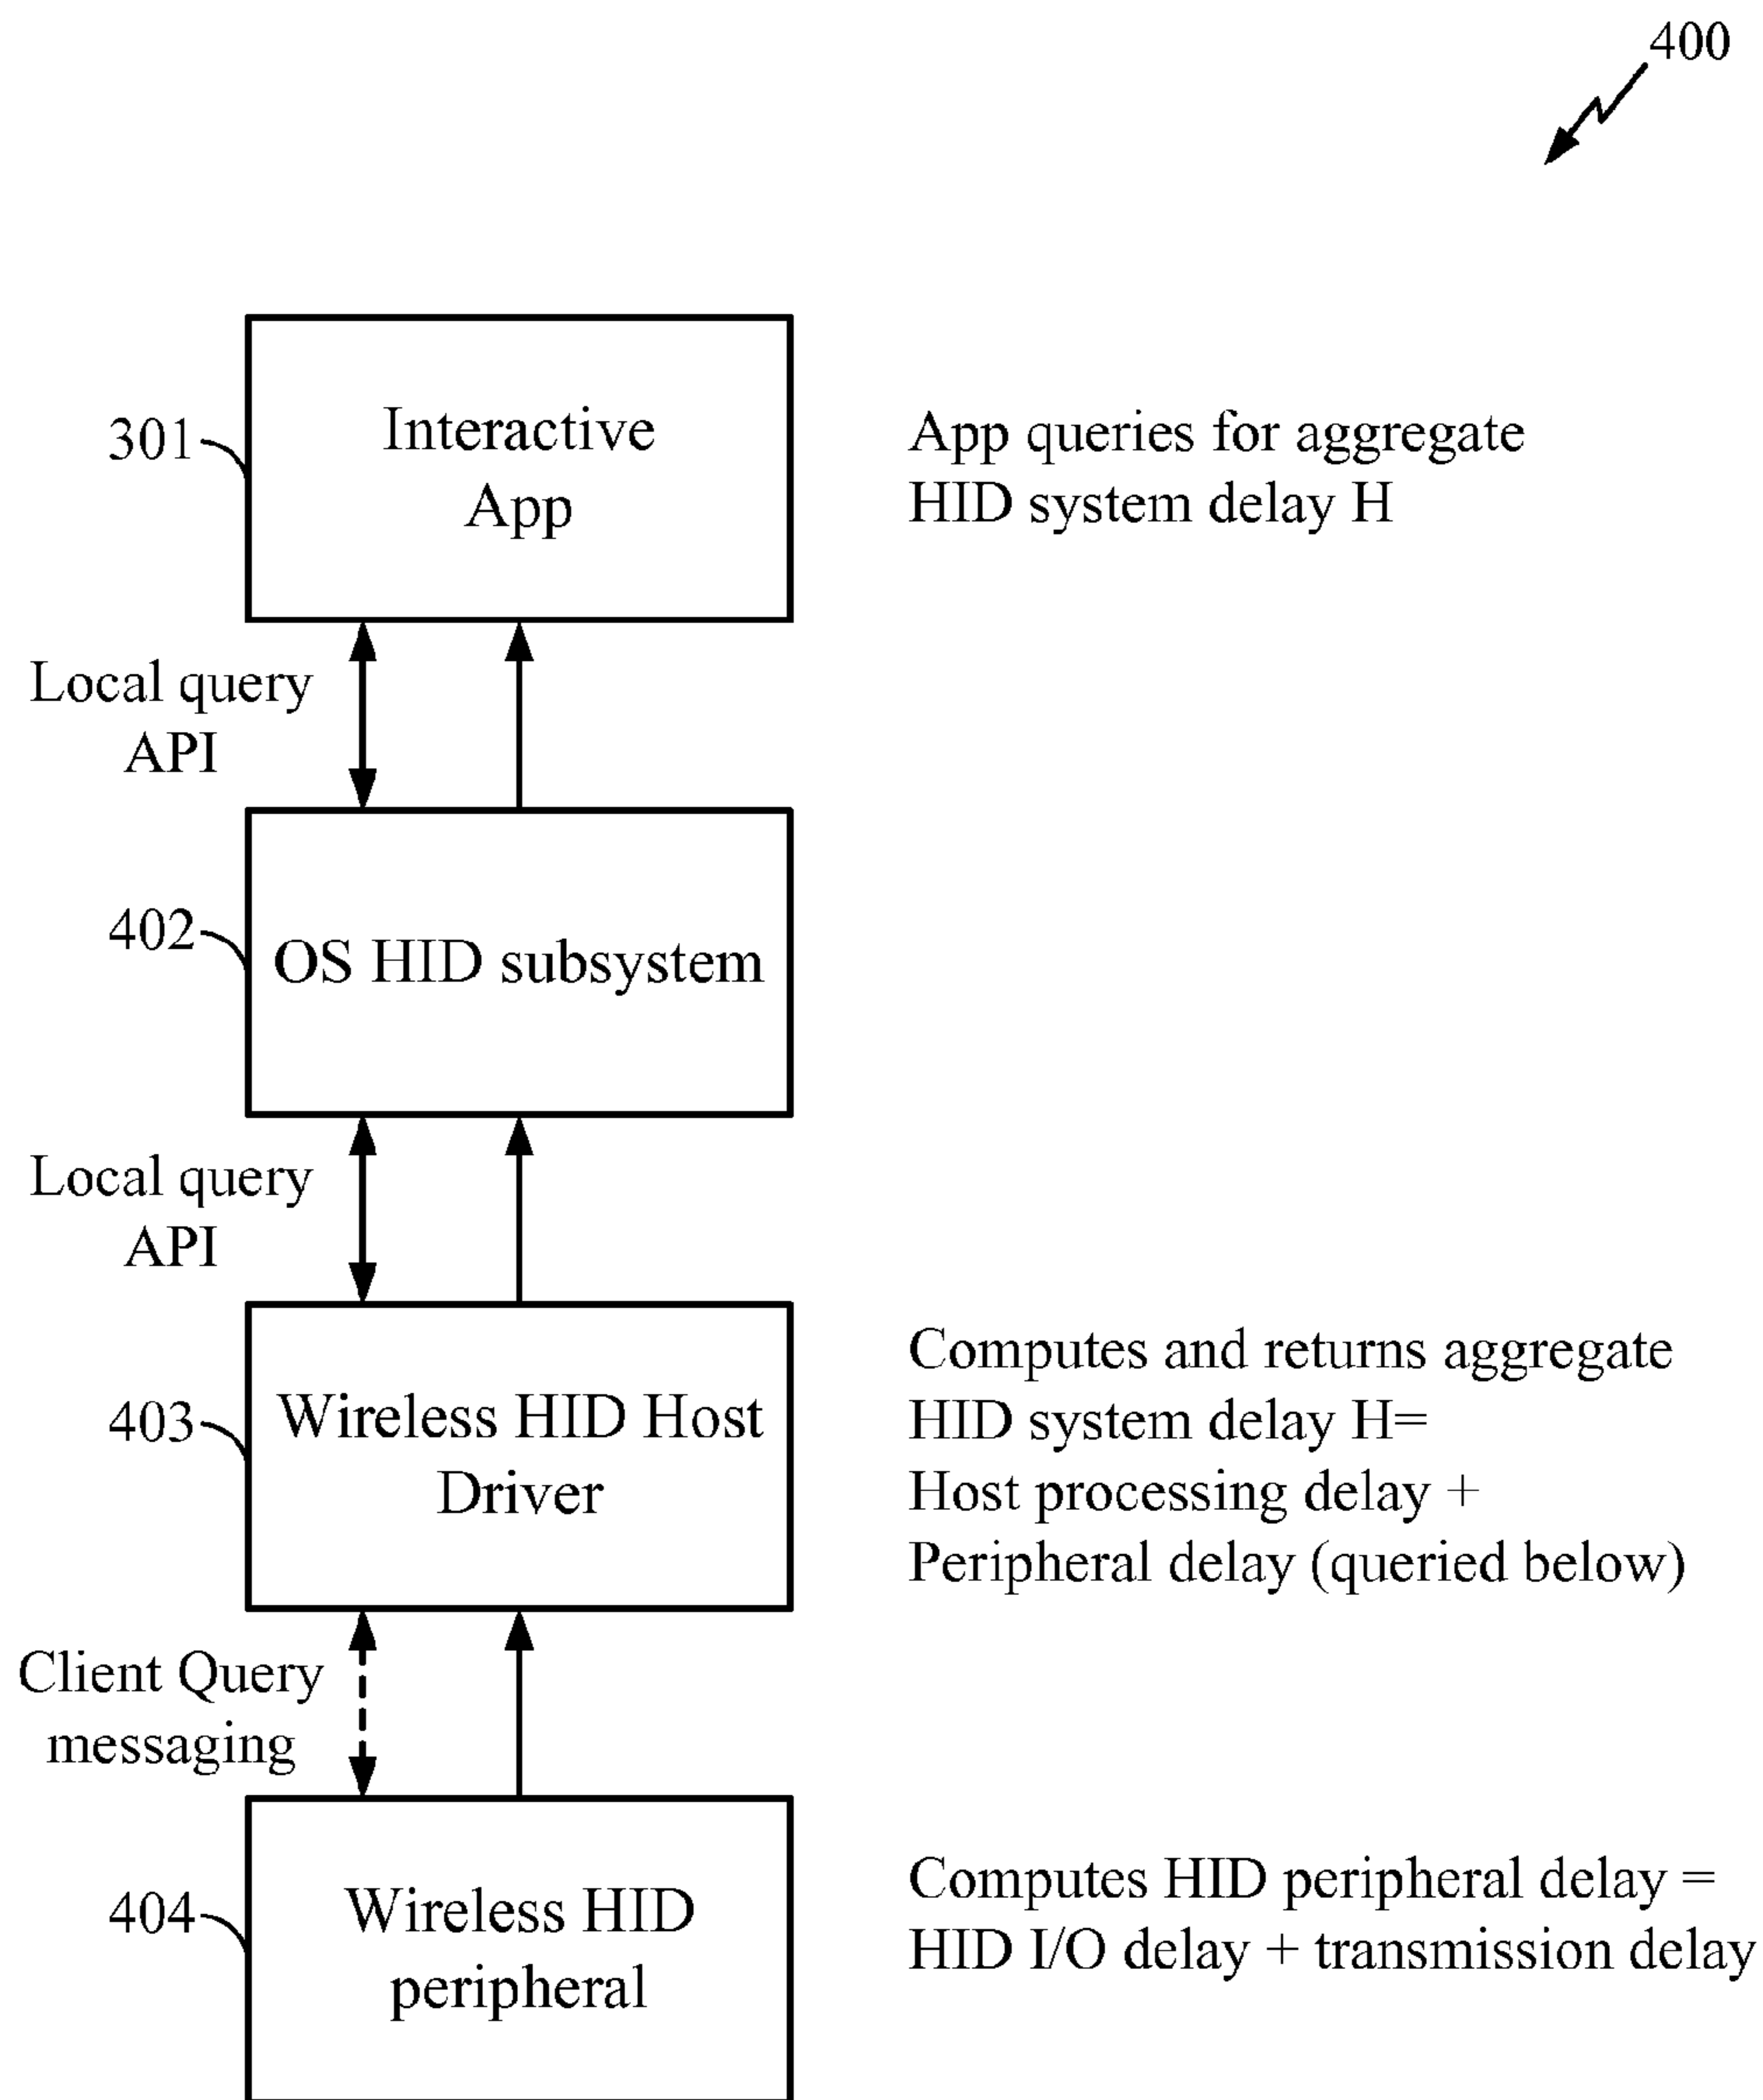 400
301
Interactive
App
App queries for aggregate
HID system delay H
Local query
API
402
OS HID subsystem
Local query
API
403
Wireless HID Host
Driver
Computes and returns aggregate
HID system delay H=
Host processing delay +
Peripheral delay (queried below)
Client Query
messaging
404
Wireless HID
peripheral
Computes HID peripheral delay =
HID I/O delay + transmission delay